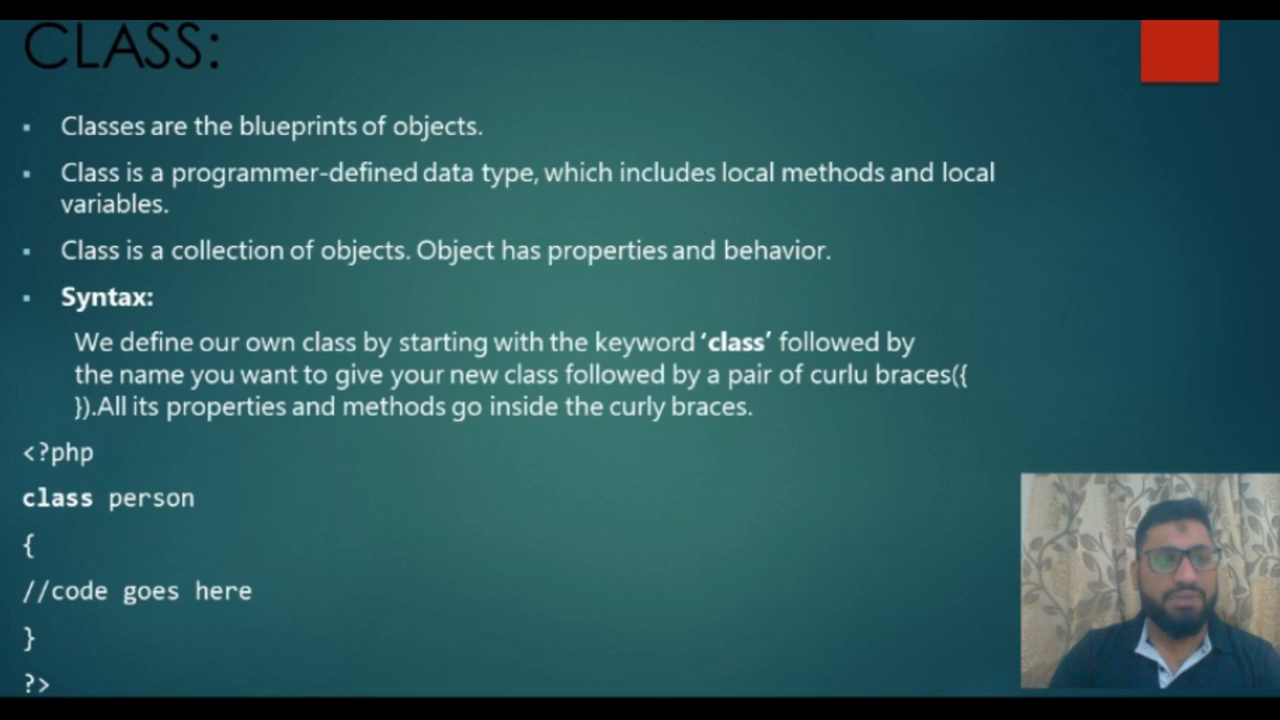 CLASS:
Classes are the blueprints of objects.
Class is a programmer-defined data type, which includes local methods and local
variables.
Class is a collection of objects. Object has properties and behavior.
Syntax:
We define our own class by starting with the keyword ‘class’ followed by
the name you want to give your new class followed by a pair of curlu braces({
}).All its properties and methods go inside the curly braces.
<?php
class person
{
//code goes here
}
?>